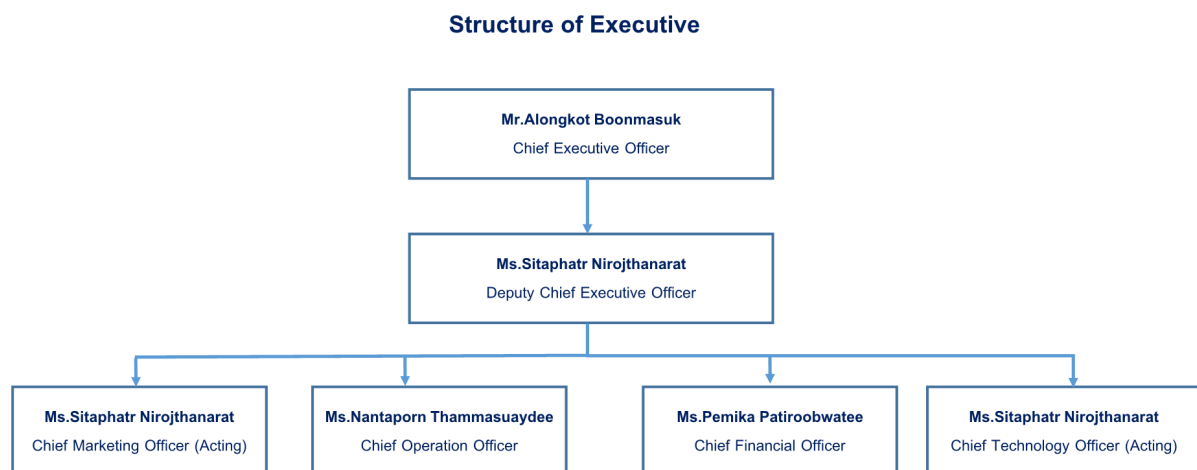 Structure of Executive
Mr.Alongkot Boonmasuk
Chief Executive Officer
Ms.Sitaphatr Nirojthanarat
Deputy Chief Executive Officer
Ms.Sitaphatr Nirojthanarat
Chief Marketing Officer (Acting)
Ms.Nantaporn Thammasuaydee
Chief Operation Officer
Ms.Pemika Patiroobwatee
Chief Financial Officer
Ms.Sitaphatr Nirojthanarat
Chief Technology Officer (Acting)